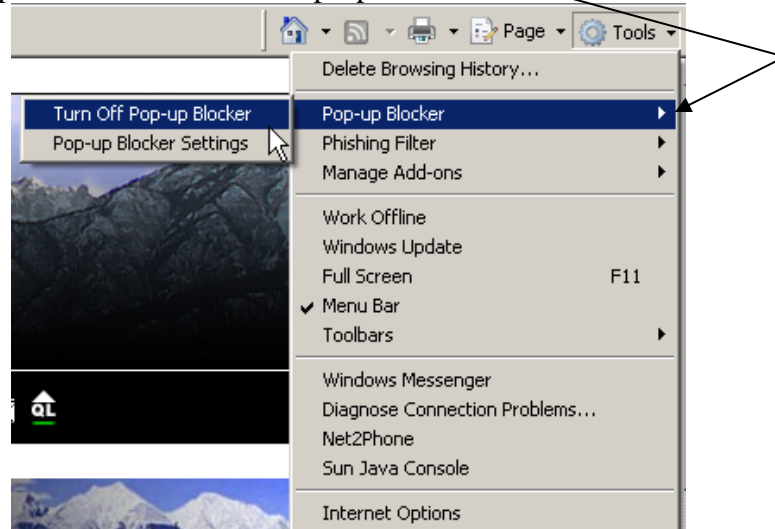 Page Tools
Delete Browsing History...
Pop-up Blocker
Turn Off Pop-up Blocker
Pop-up Blocker Settings
Phishing Filter
Manage Add-ons
Work Offline
Windows Update
Full Screen F11
Menu Bar
Toolbars
Windows Messenger
Diagnose Connection Problems...
Net2Phone
Sun Java Console
Internet Options
QL